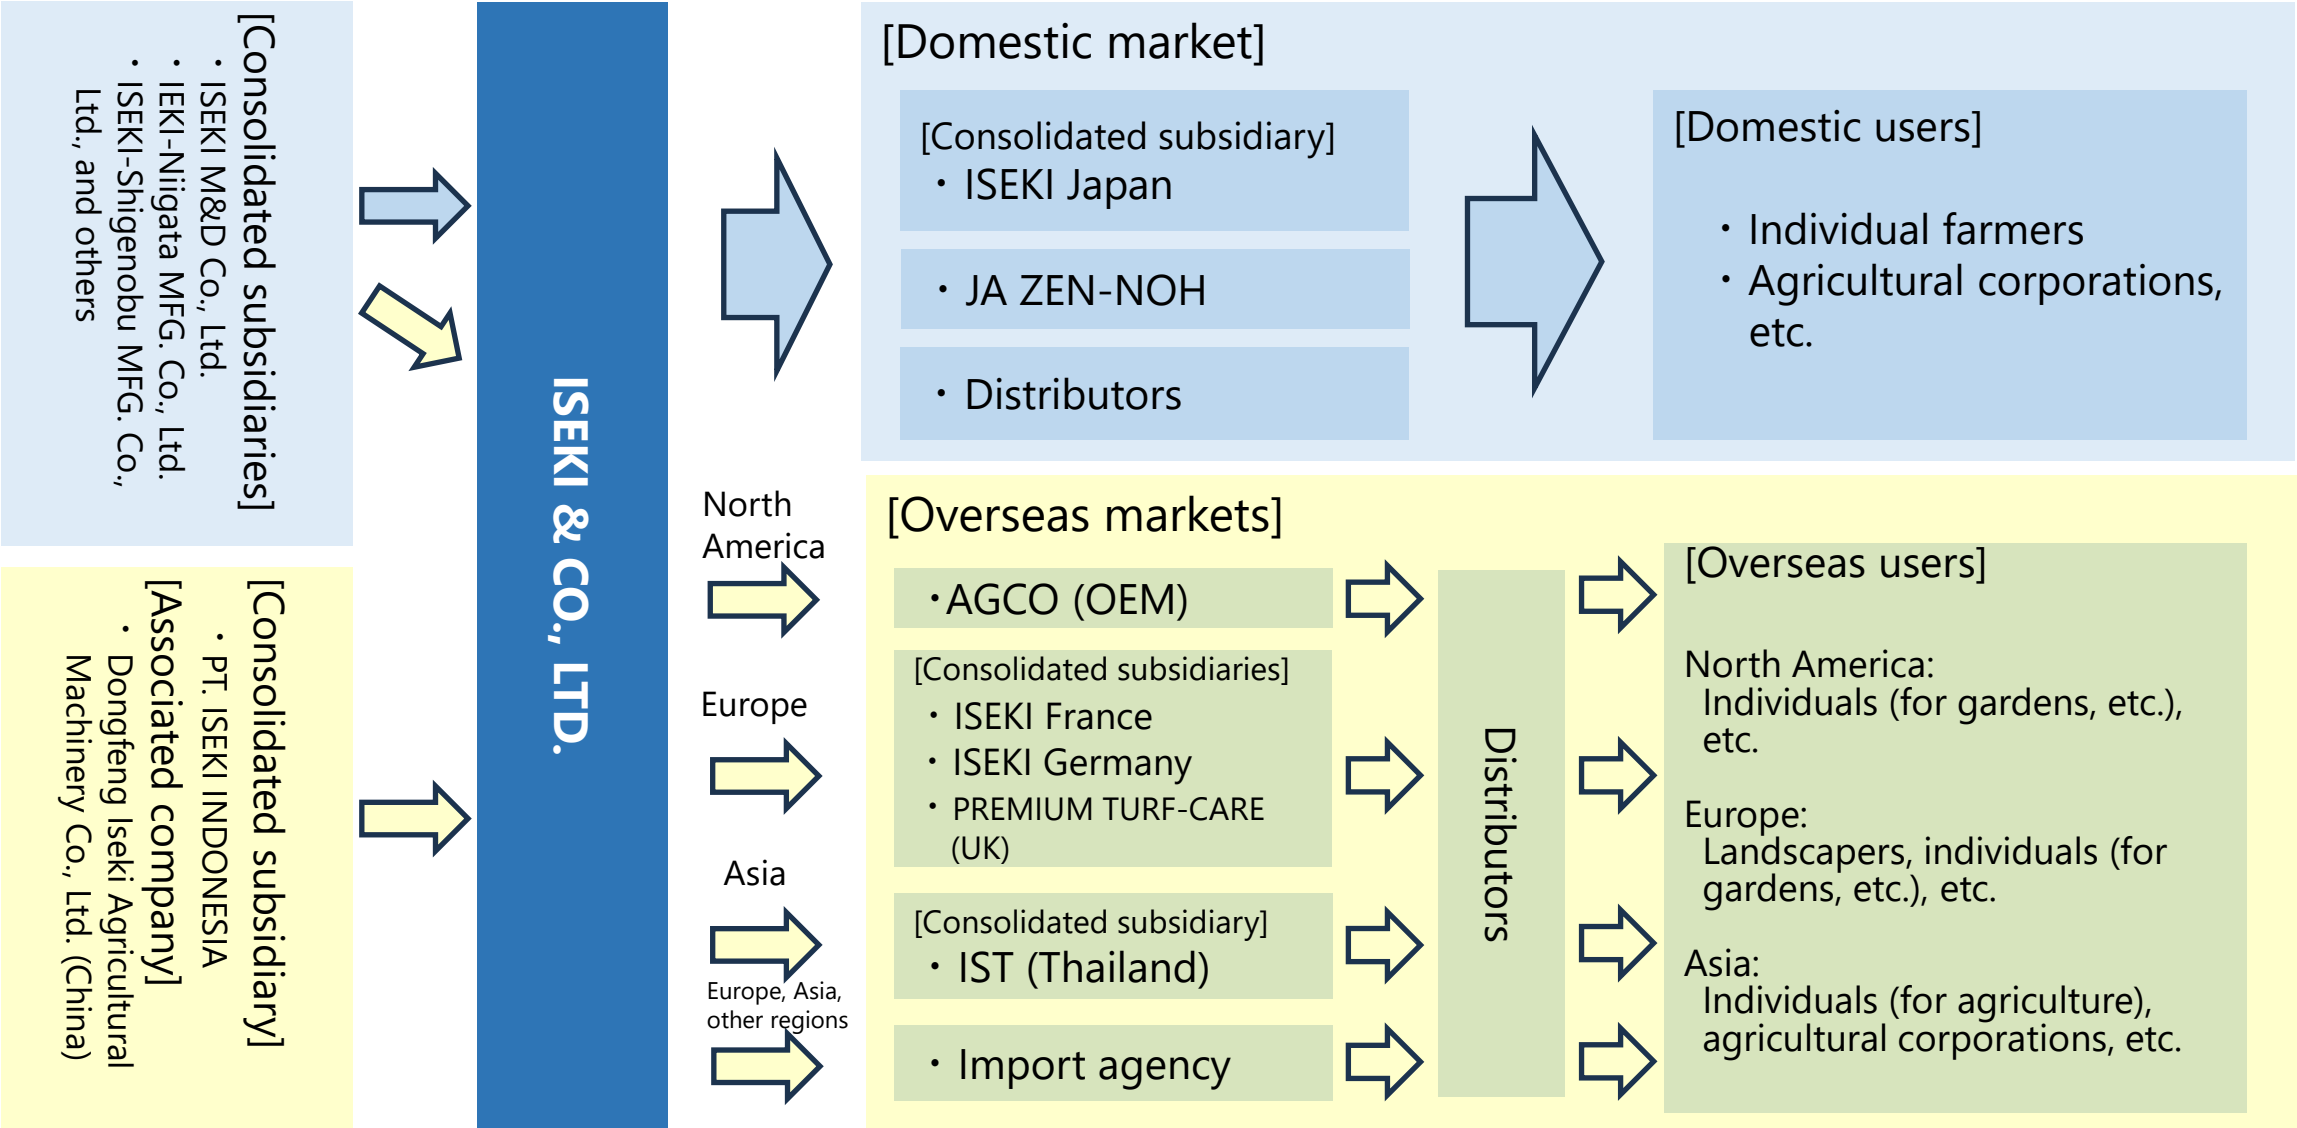 [Consolidated subsidiaries]
・ISEKI M&D Co., Ltd.
・IEKI-Niigata MFG. Co., Ltd.
・ISEKI-Shigenobu MFG. Co.,
Ltd., and others
[Consolidated subsidiary]
・PT. ISEKI INDONESIA
[Associated company]
・Dongfeng Iseki Agricultural
Machinery Co., Ltd. (China)
ISEKI & CO., LTD.
[Domestic market]
[Consolidated subsidiary]
・ISEKI Japan
・JA ZEN-NOH
・Distributors
[Domestic users]
・Individual farmers
・Agricultural corporations,
etc.
North
America
Europe
Asia
Europe, Asia,
other regions
[Overseas markets]
・AGCO (OEM)
[Consolidated subsidiaries]
・ISEKI France
・ISEKI Germany
・PREMIUM TURF-CARE
(UK)
[Consolidated subsidiary]
・IST (Thailand)
・Import agency
Distributors
[Overseas users]
North America:
Individuals (for gardens, etc.),
etc.
Europe:
Landscapers, individuals (for
gardens, etc.), etc.
Asia:
Individuals (for agriculture),
agricultural corporations, etc.